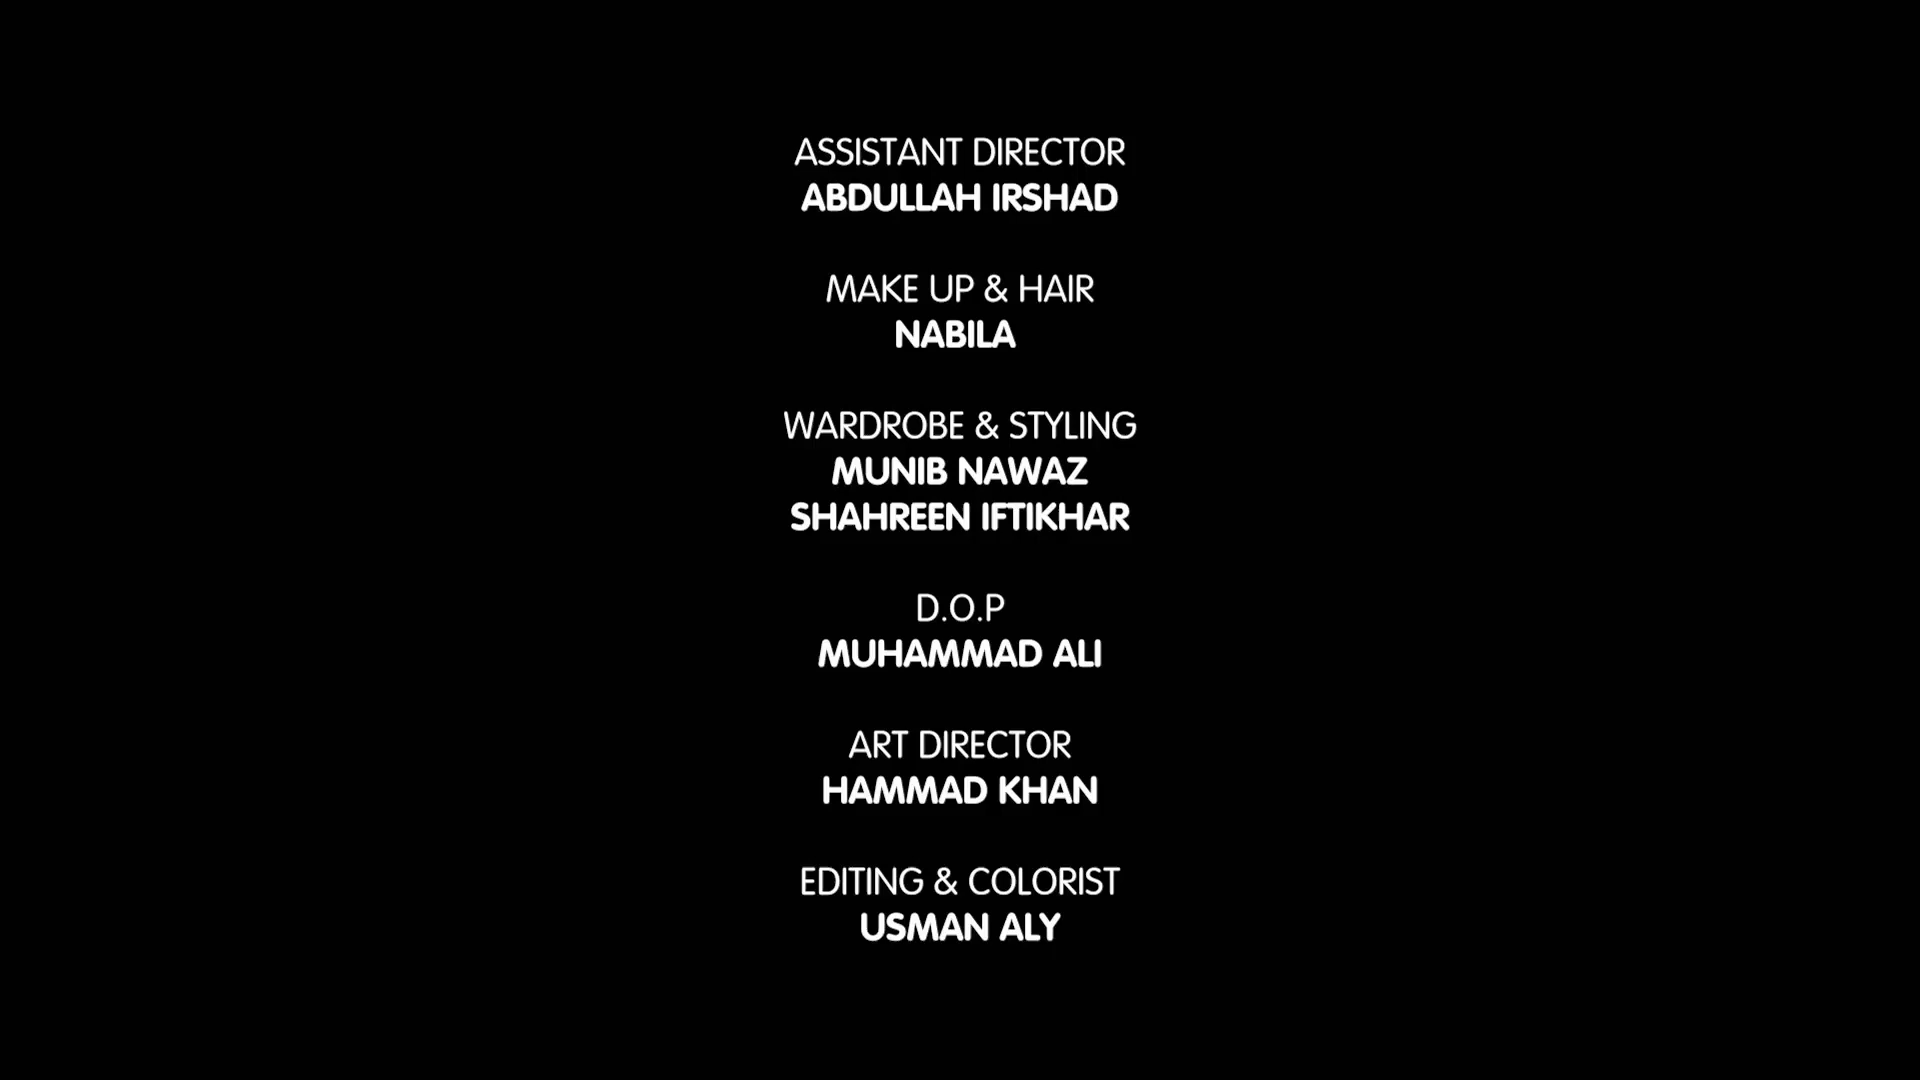 ASSISTANT DIRECTOR
ABDULLAH IRSHAD
MAKE UP & HAIR
NABILA
WARDROBE & STYLING
MUNIB NAWAZ
SHAHREEN IFTIKHAR
D.O.P
MUHAMMAD ALI
ART DIRECTOR
HAMMAD KHAN
EDITING & COLORIST
USMAN ALY